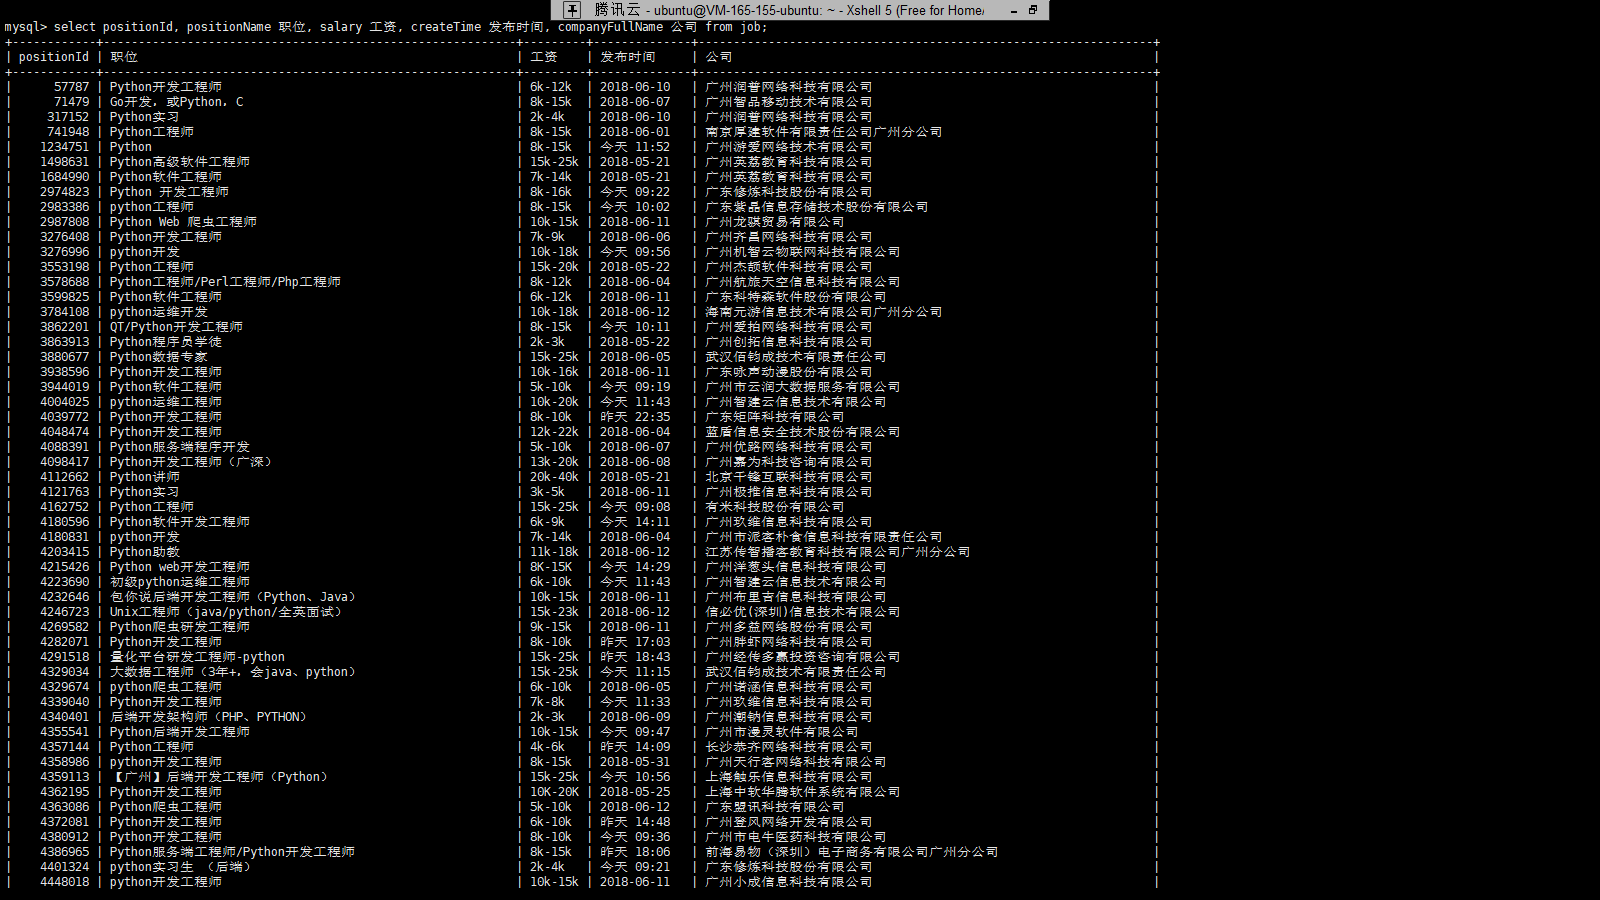 腾讯云 - ubuntu@VM-165-155-ubuntu: ~ - Xshell 5 (Free for Home/
mysql> select positionId, positionName 职位, salary 工资, createTime 发布时间, companyFullName 公司 from job;
| positionId | 职位 | 工资 | 发布时间 | 公司 |
| 57787 | Python开发工程师 | 6k-12k | 2018-06-10 | 广州润普网络科技有限公司 |
| 71479 | Go开发，或Python，C | 8k-15k | 2018-06-07 | 广州智品移动技术有限公司 |
| 317152 | Python实习 | 2k-4k | 2018-06-10 | 广州润普网络科技有限公司 |
| 741948 | Python工程师 | 8k-15k | 2018-06-01 | 南京厚建软件有限责任公司广州分公司 |
| 1234751 | Python | 8k-15k | 今天 11:52 | 广州游爱网络技术有限公司 |
| 1498631 | Python高级软件工程师 | 15k-25k | 2018-05-21 | 广州英荔教育科技有限公司 |
| 1684990 | Python软件工程师 | 7k-14k | 2018-05-21 | 广州英荔教育科技有限公司 |
| 2974823 | Python 开发工程师 | 8k-16k | 今天 09:22 | 广东修炼科技股份有限公司 |
| 2983386 | python工程师 | 8k-15k | 今天 10:02 | 广东紫晶信息存储技术股份有限公司 |
| 2987808 | Python Web 爬虫工程师 | 10k-15k | 2018-06-11 | 广州龙骐贸易有限公司 |
| 3276408 | Python开发工程师 | 7k-9k | 2018-06-06 | 广州齐昌网络科技有限公司 |
| 3276996 | python开发 | 10k-18k | 今天 09:56 | 广州机智云物联网科技有限公司 |
| 3553198 | Python工程师 | 15k-20k | 2018-05-22 | 广州杰颉软件科技有限公司 |
| 3578688 | Python工程师/Perl工程师/Php工程师 | 8k-12k | 2018-06-04 | 广州航旅天空信息科技有限公司 |
| 3599825 | Python软件工程师 | 6k-12k | 2018-06-11 | 广东科特森软件股份有限公司 |
| 3784108 | python运维开发 | 10k-18k | 2018-06-12 | 海南元游信息技术有限公司广州分公司 |
| 3862201 | QT/Python开发工程师 | 8k-15k | 今天 10:11 | 广州爱拍网络科技有限公司 |
| 3863913 | Python程序员学徒 | 2k-3k | 2018-05-22 | 广州创拓信息科技有限公司 |
| 3880677 | Python数据专家 | 15k-25k | 2018-06-05 | 武汉佰钧成技术有限责任公司 |
| 3938596 | Python开发工程师 | 10k-16k | 2018-06-11 | 广东咏声动漫股份有限公司 |
| 3944019 | Python软件工程师 | 5k-10k | 今天 09:19 | 广州市云润大数据服务有限公司 |
| 4004025 | python运维工程师 | 10k-20k | 今天 11:43 | 广州智建云信息技术有限公司 |
| 4039772 | Python开发工程师 | 8k-10k | 昨天 22:35 | 广东矩阵科技有限公司 |
| 4048474 | Python开发工程师 | 12k-22k | 2018-06-04 | 蓝盾信息安全技术股份有限公司 |
| 4088391 | Python服务端程序开发 | 5k-10k | 2018-06-07 | 广州优路网络科技有限公司 |
| 4098417 | Python开发工程师（广深） | 13k-20k | 2018-06-08 | 广州嘉为科技咨询有限公司 |
| 4112662 | Python讲师 | 20k-40k | 2018-05-21 | 北京千锋互联科技有限公司 |
| 4121763 | Python实习 | 3k-5k | 2018-06-11 | 广州极推信息科技有限公司 |
| 4162752 | Python工程师 | 15k-25k | 今天 09:08 | 有米科技股份有限公司 |
| 4180596 | Python软件开发工程师 | 6k-9k | 今天 14:11 | 广州玖维信息科技有限公司 |
| 4180831 | python开发 | 7k-14k | 2018-06-04 | 广州市派客朴食信息科技有限责任公司 |
| 4203415 | Python助教 | 11k-18k | 2018-06-12 | 江苏传智播客教育科技有限公司广州分公司 |
| 4215426 | Python web开发工程师 | 8K-15K | 今天 14:29 | 广州洋葱头信息科技有限公司 |
| 4223690 | 初级python运维工程师 | 6k-10k | 今天 11:43 | 广州智建云信息技术有限公司 |
| 4232646 | 包你说后端开发工程师（Python、Java） | 10k-15k | 2018-06-11 | 广州布里吉信息科技有限公司 |
| 4246723 | Unix工程师（java/python/全英面试） | 15k-23k | 2018-06-12 | 信必优(深圳)信息技术有限公司 |
| 4269582 | Python爬虫研发工程师 | 9k-15k | 2018-06-11 | 广州多益网络股份有限公司 |
| 4282071 | Python开发工程师 | 8k-10k | 昨天 17:03 | 广州胖虾网络科技有限公司 |
| 4291518 | 量化平台研发工程师-python | 15k-25k | 昨天 18:43 | 广州经传多赢投资咨询有限公司 |
| 4329034 | 大数据工程师（3年+，会java、python） | 15k-25k | 今天 11:15 | 武汉佰钧成技术有限责任公司 |
| 4329674 | python爬虫工程师 | 6k-10k | 2018-06-05 | 广州诺涵信息科技有限公司 |
| 4339040 | Python开发工程师 | 7k-8k | 今天 11:33 | 广州玖维信息科技有限公司 |
| 4340401 | 后端开发架构师（PHP、PYTHON） | 2k-3k | 2018-06-09 | 广州潮钠信息科技有限公司 |
| 4355541 | Python后端开发工程师 | 10k-15k | 今天 09:47 | 广州市漫灵软件有限公司 |
| 4357144 | Python工程师 | 4k-6k | 昨天 14:09 | 长沙恭齐网络科技有限公司 |
| 4358986 | python开发工程师 | 8k-15k | 2018-05-31 | 广州天行客网络科技有限公司 |
| 4359113 | 【广州】后端开发工程师（Python） | 15k-25k | 今天 10:56 | 上海触乐信息科技有限公司 |
| 4362195 | Python开发工程师 | 10K-20K | 2018-05-25 | 上海中软华腾软件系统有限公司 |
| 4363086 | Python爬虫工程师 | 5k-10k | 2018-06-12 | 广东盟讯科技有限公司 |
| 4372081 | Python开发工程师 | 6k-10k | 昨天 14:48 | 广州登风网络开发有限公司 |
| 4380912 | Python开发工程师 | 8k-10k | 今天 09:36 | 广州市电牛医药科技有限公司 |
| 4386965 | Python服务端工程师/Python开发工程师 | 8k-15k | 昨天 18:06 | 前海易物（深圳）电子商务有限公司广州分公司 |
| 4401324 | python实习生 （后端） | 2k-4k | 今天 09:21 | 广东修炼科技股份有限公司 |
| 4448018 | python开发工程师 | 10k-15k | 2018-06-11 | 广州小成信息科技有限公司 |